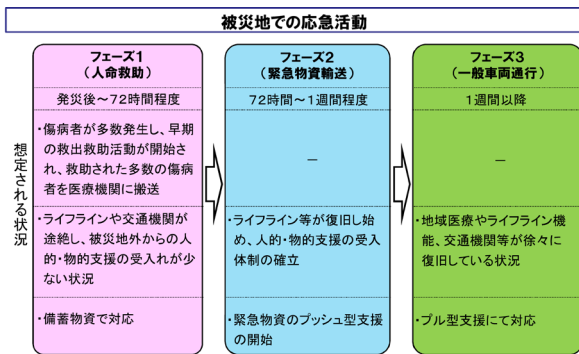 被災地での応急活動
フェーズ1
（人命救助）
発災後～72時間程度
・傷病者が多数発生し、早期
の救出救助活動が開始さ
れ、救助された多数の傷病
者を医療機関に搬送
・ライフラインや交通機関が
途絶し、被災地外からの人
的・物的支援の受入れが少
ない状況
・備蓄物資で対応
フェーズ2
（緊急物資輸送）
72時間～1週間程度
－
・ライフライン等が復旧し始
め、人的・物的支援の受入
体制の確立
・緊急物資のプッシュ型支援
の開始
フェーズ3
（一般車両通行）
1週間以降
－
・地域医療やライフライン機
能、交通機関等が徐々に
復旧している状況
・プル型支援にて対応
想定される状況